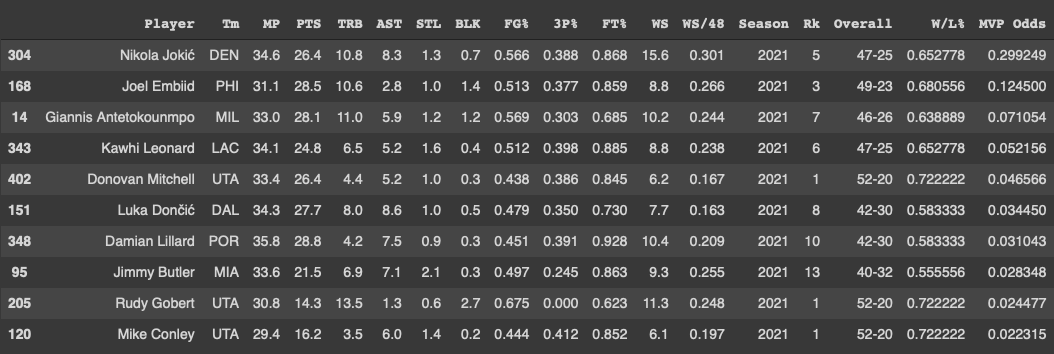 Player Tm MP PTS TRB AST STL BLK FG% 3P% FT% WS WS/48 Season Rk Overall W/L% MVP Odds
304 Nikola Jokić DEN 34.6 26.4 10.8 8.3 1.3 0.7 0.566 0.388 0.868 15.6 0.301 2021 5 47-25 0.652778 0.299249
168 Joel Embiid PHI 31.1 28.5 10.6 2.8 1.0 1.4 0.513 0.377 0.859 8.8 0.266 2021 3 49-23 0.680556 0.124500
14 Giannis Antetokounmpo MIL 33.0 28.1 11.0 5.9 1.2 1.2 0.569 0.303 0.685 10.2 0.244 2021 7 46-26 0.638889 0.071054
343 Kawhi Leonard LAC 34.1 24.8 6.5 5.2 1.6 0.4 0.512 0.398 0.885 8.8 0.238 2021 6 47-25 0.652778 0.052156
402 Donovan Mitchell UTA 33.4 26.4 4.4 5.2 1.0 0.3 0.438 0.386 0.845 6.2 0.167 2021 1 52-20 0.722222 0.046566
151 Luka Dončić DAL 34.3 27.7 8.0 8.6 1.0 0.5 0.479 0.350 0.730 7.7 0.163 2021 8 42-30 0.583333 0.034450
348 Damian Lillard POR 35.8 28.8 4.2 7.5 0.9 0.3 0.451 0.391 0.928 10.4 0.209 2021 10 42-30 0.583333 0.031043
95 Jimmy Butler MIA 33.6 21.5 6.9 7.1 2.1 0.3 0.497 0.245 0.863 9.3 0.255 2021 13 40-32 0.555556 0.028348
205 Rudy Gobert UTA 30.8 14.3 13.5 1.3 0.6 2.7 0.675 0.000 0.623 11.3 0.248 2021 1 52-20 0.722222 0.024477
120 Mike Conley UTA 29.4 16.2 3.5 6.0 1.4 0.2 0.444 0.412 0.852 6.1 0.197 2021 1 52-20 0.722222 0.022315